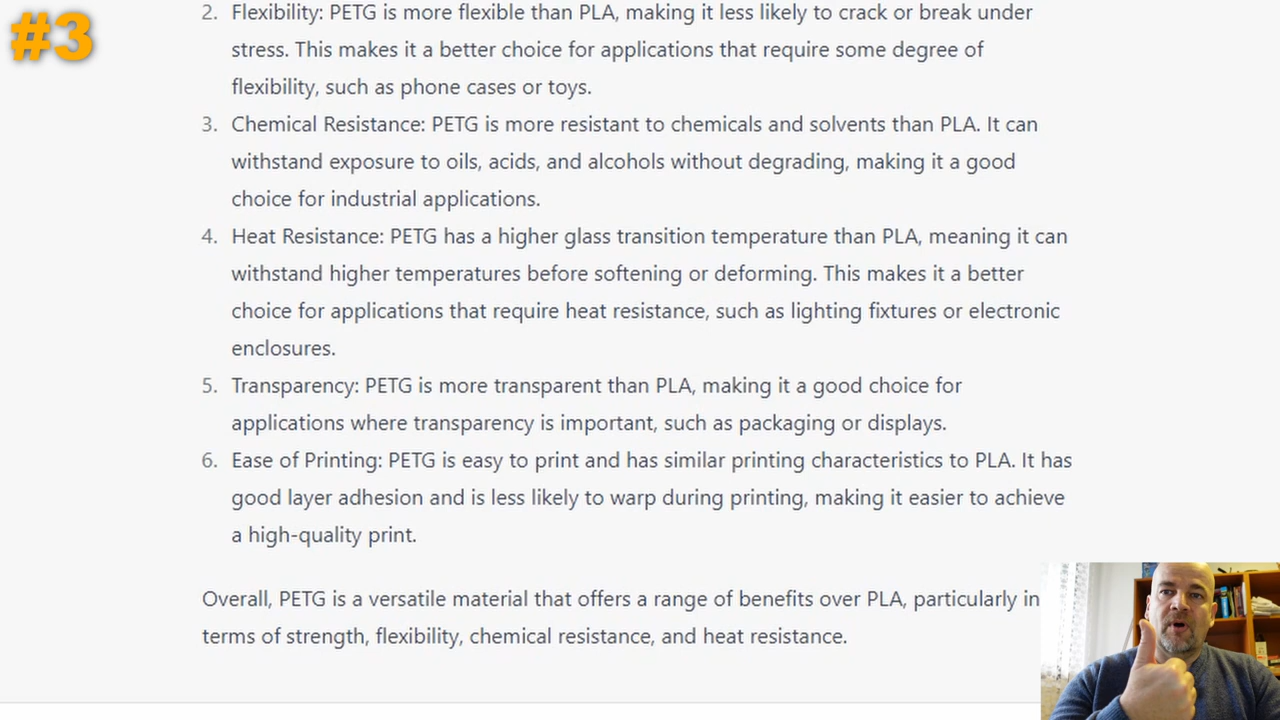 #3
2. Flexibility: PETG is more flexible than PLA, making it less likely to crack or break under
stress. This makes it a better choice for applications that require some degree of
flexibility, such as phone cases or toys.
3. Chemical Resistance: PETG is more resistant to chemicals and solvents than PLA. It can
withstand exposure to oils, acids, and alcohols without degrading, making it a good
choice for industrial applications.
4. Heat Resistance: PETG has a higher glass transition temperature than PLA, meaning it can
withstand higher temperatures before softening or deforming. This makes it a better
choice for applications that require heat resistance, such as lighting fixtures or electronic
enclosures.
5. Transparency: PETG is more transparent than PLA, making it a good choice for
applications where transparency is important, such as packaging or displays.
6. Ease of Printing: PETG is easy to print and has similar printing characteristics to PLA. It has
good layer adhesion and is less likely to warp during printing, making it easier to achieve
a high-quality print.
Overall, PETG is a versatile material that offers a range of benefits over PLA, particularly in
terms of strength, flexibility, chemical resistance, and heat resistance.